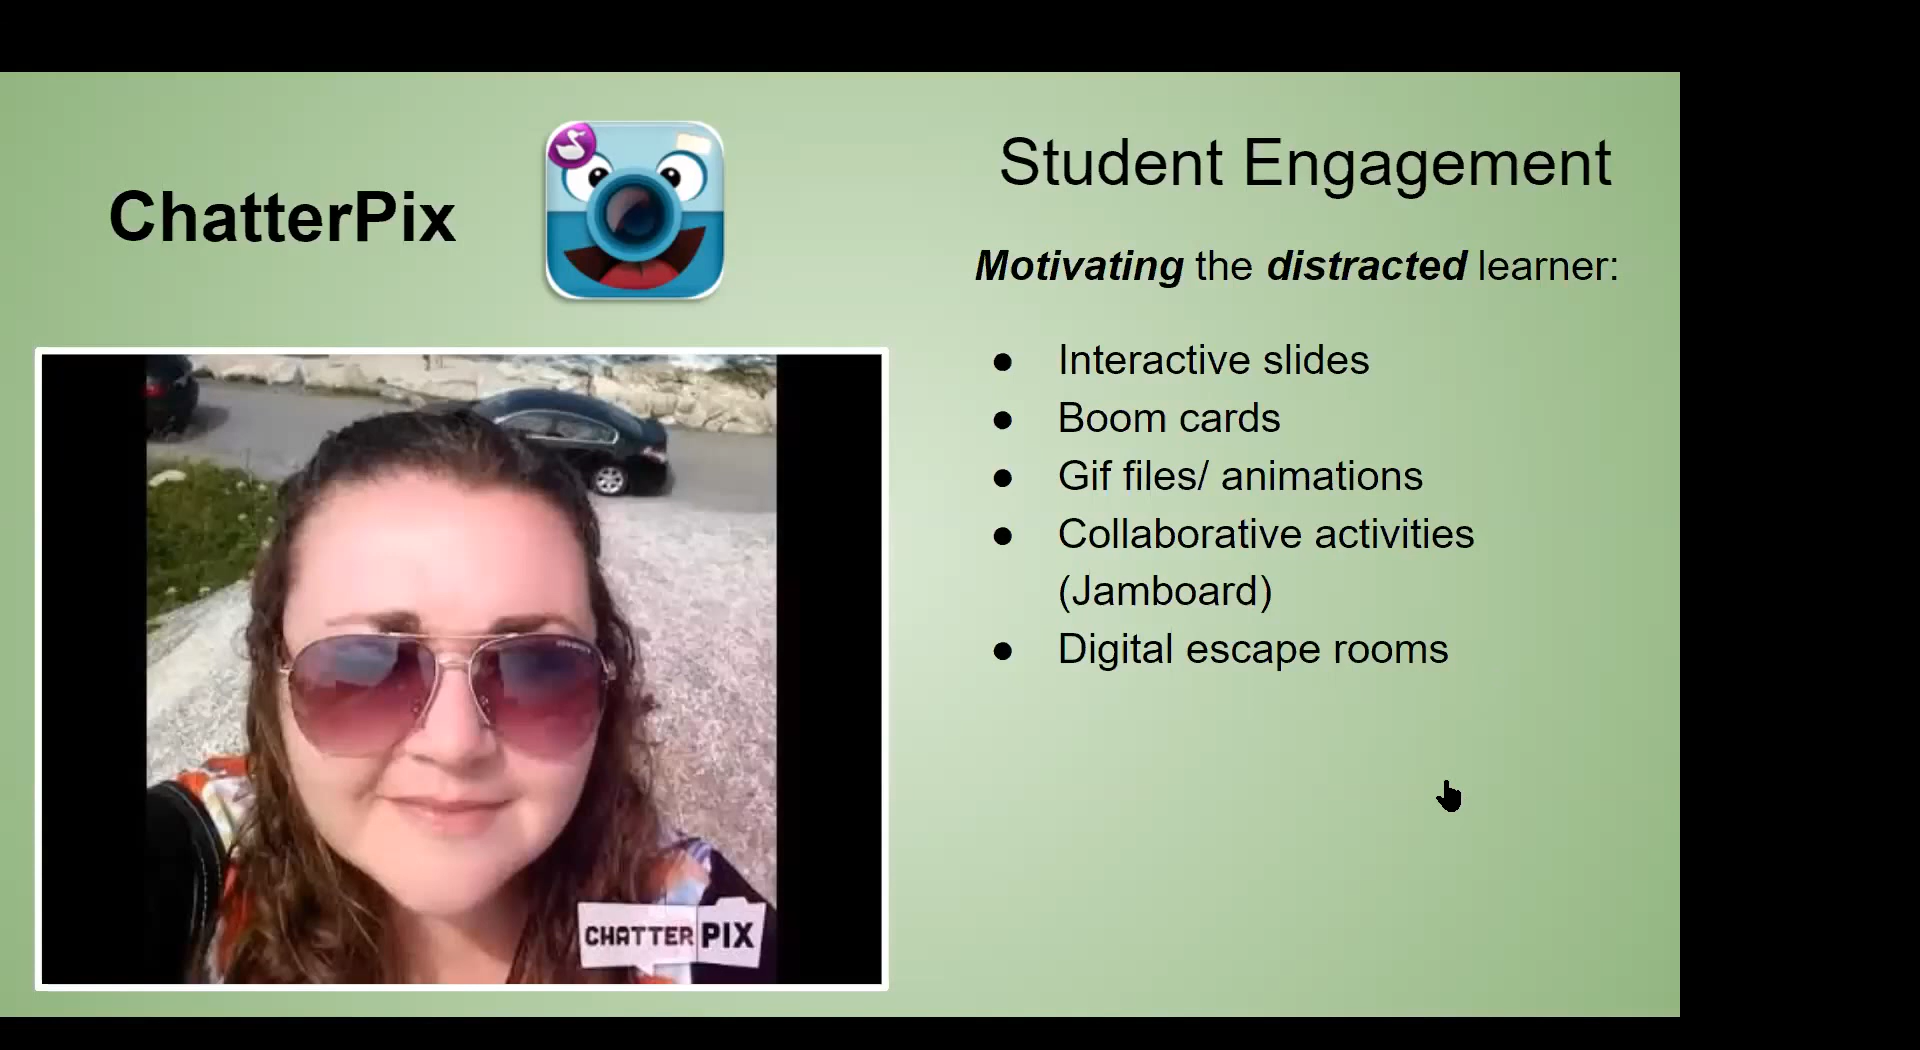 ChatterPix
CHATTER PIX
Student Engagement
Motivating the distracted learner:
● Interactive slides
● Boom cards
● Gif files/ animations
● Collaborative activities
(Jamboard)
● Digital escape rooms